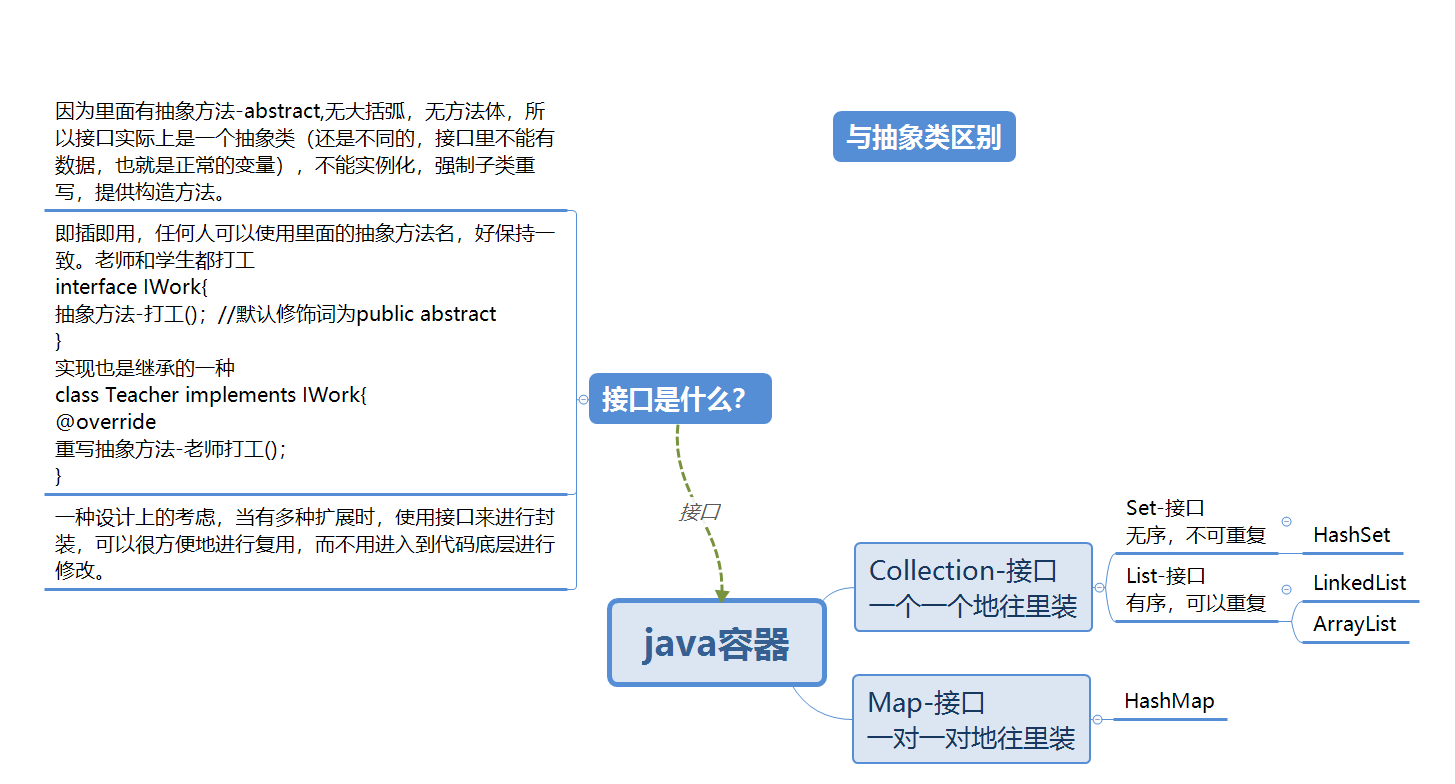 因为里面有抽象方法-abstract,无大括弧，无方法体，所
以接口实际上是一个抽象类（还是不同的，接口里不能有
数据，也就是正常的变量），不能实例化，强制子类重
写，提供构造方法。
即插即用，任何人可以使用里面的抽象方法名，好保持一
致。老师和学生都打工
interface IWork{
抽象方法-打工()；//默认修饰词为public abstract
}
实现也是继承的一种
class Teacher implements IWork{
@override
重写抽象方法-老师打工()；
}
一种设计上的考虑，当有多种扩展时，使用接口来进行封
装，可以很方便地进行复用，而不用进入到代码底层进行
修改。
与抽象类区别
接口是什么？
接口
java容器
Collection-接口
一个一个地往里装
Set-接口
无序，不可重复
HashSet
List-接口
有序，可以重复
LinkedList
ArrayList
Map-接口
一对一对地往里装
HashMap